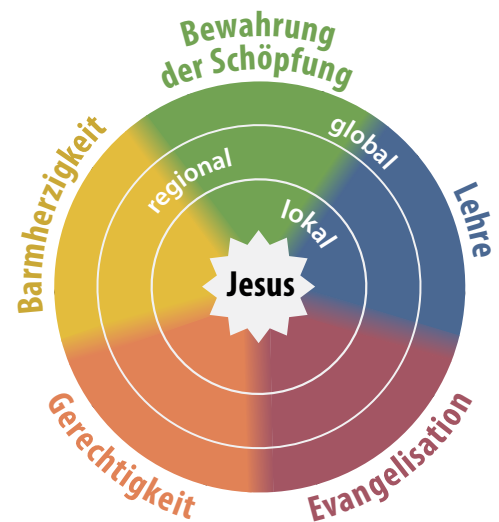 Bewahrung
der Schöpfung
global
regional
lokal
Barmherzigkeit
Lehre
Jesus
Gerechtigkeit
Evangelisation